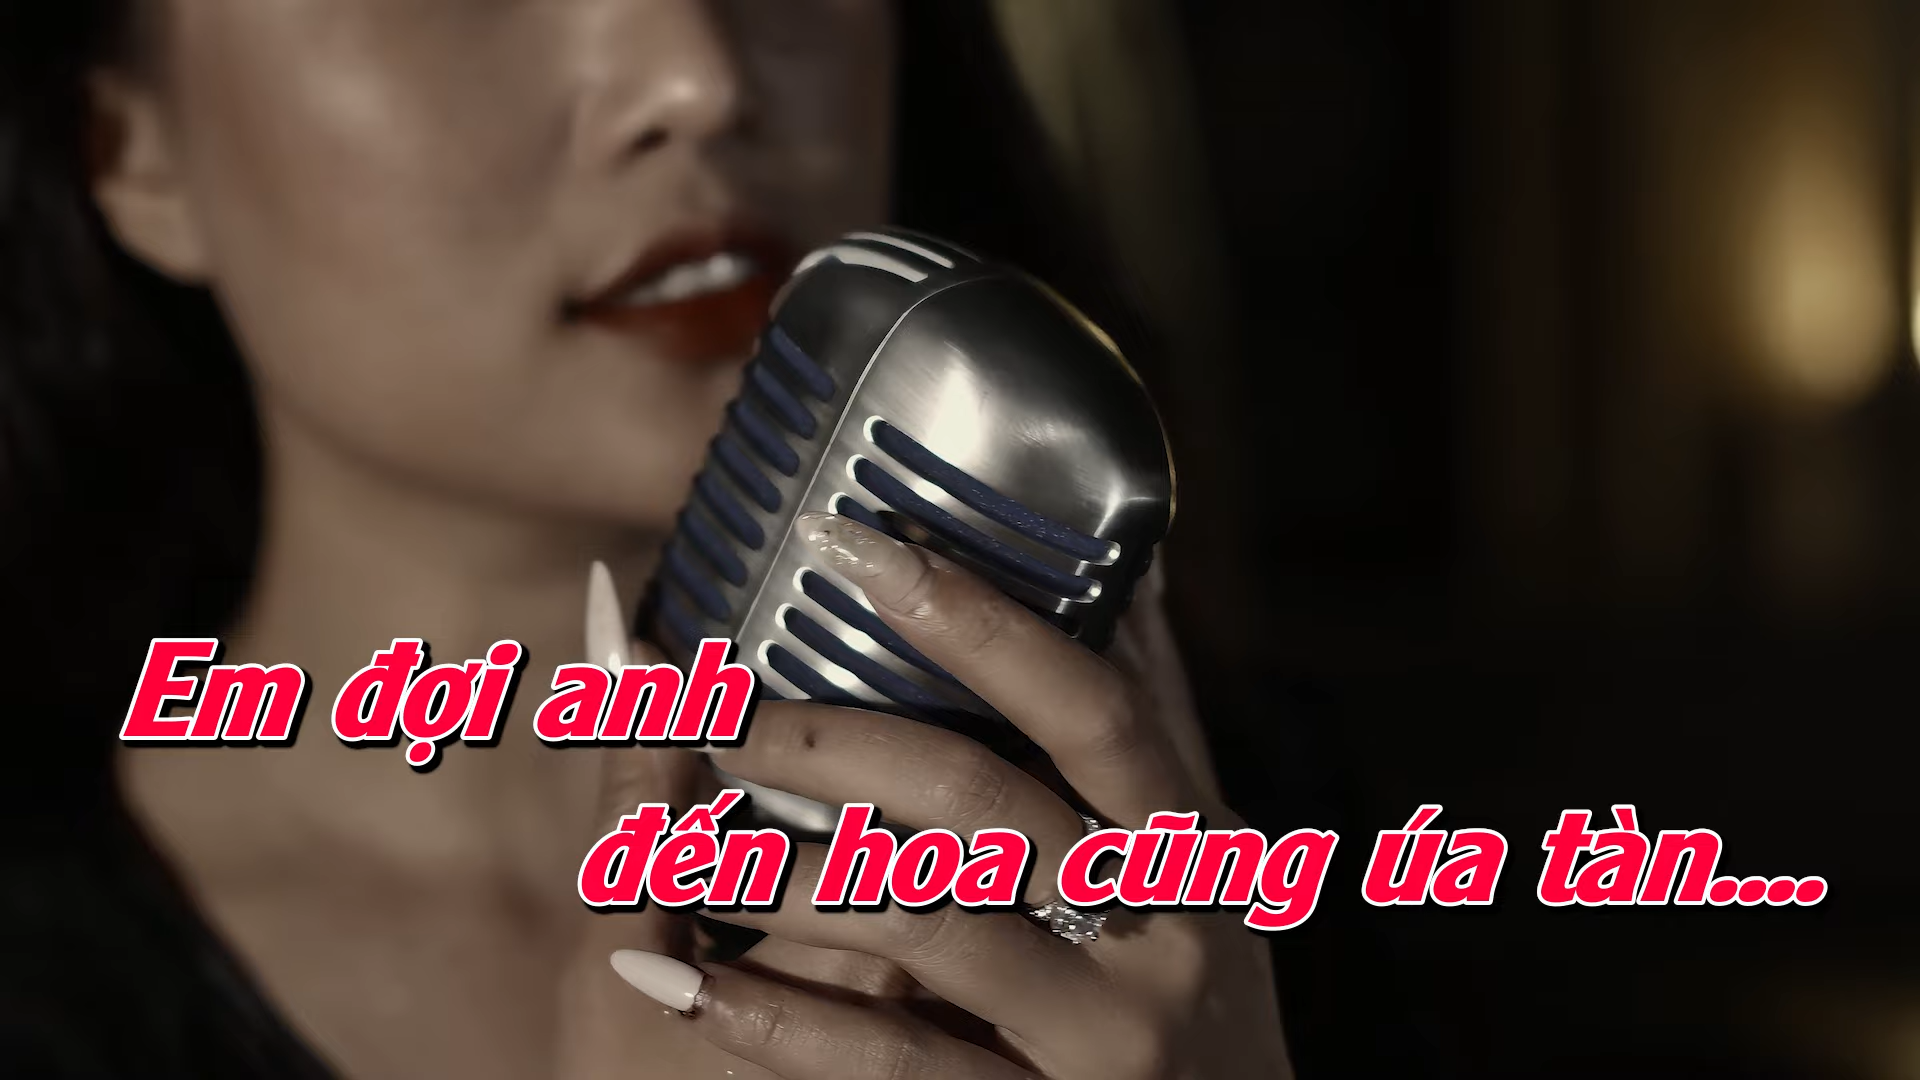 Em đợi anh
đến hoa cũng úa tàn....